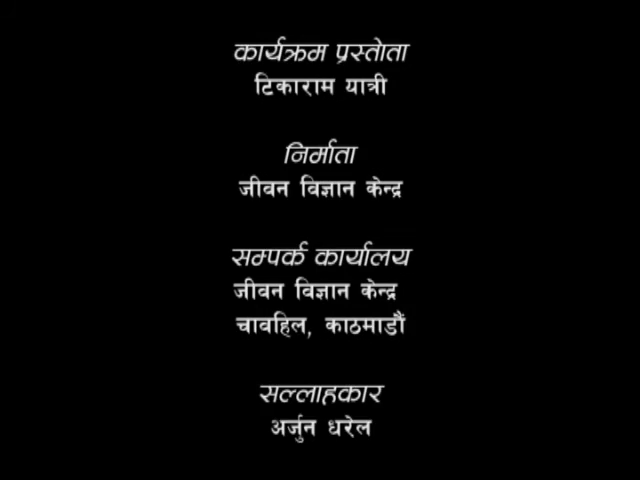 कार्यक्रम प्रस्तोता
टिकाराम यात्री
निर्माता
जीवन विज्ञान केन्द्र
सम्पर्क कार्यालय
जीवन विज्ञान केन्द्र
चावहिल, काठमाडौं
सल्लाहकार
अर्जुन धरेल